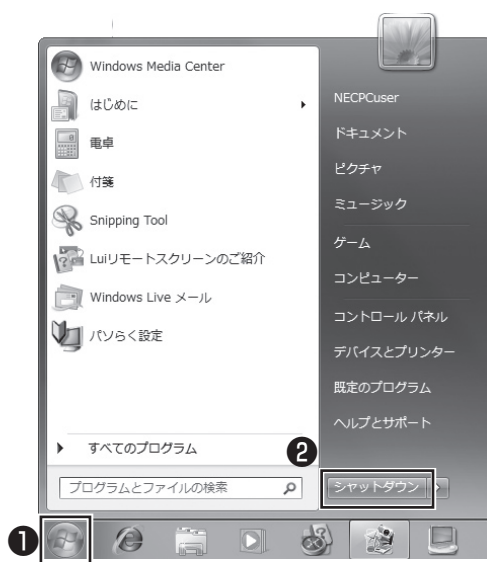 Windows Media Center
はじめに
電卓
付箋
Snipping Tool
Luiリモートスクリーンのご紹介
Windows Live メール
パソらく設定
すべてのプログラム
プログラムとファイルの検索
NECPCuser
ドキュメント
ピクチャ
ミュージック
ゲーム
コンピューター
コントロール パネル
デバイスとプリンター
既定のプログラム
ヘルプとサポート
❷
シャットダウン
❶